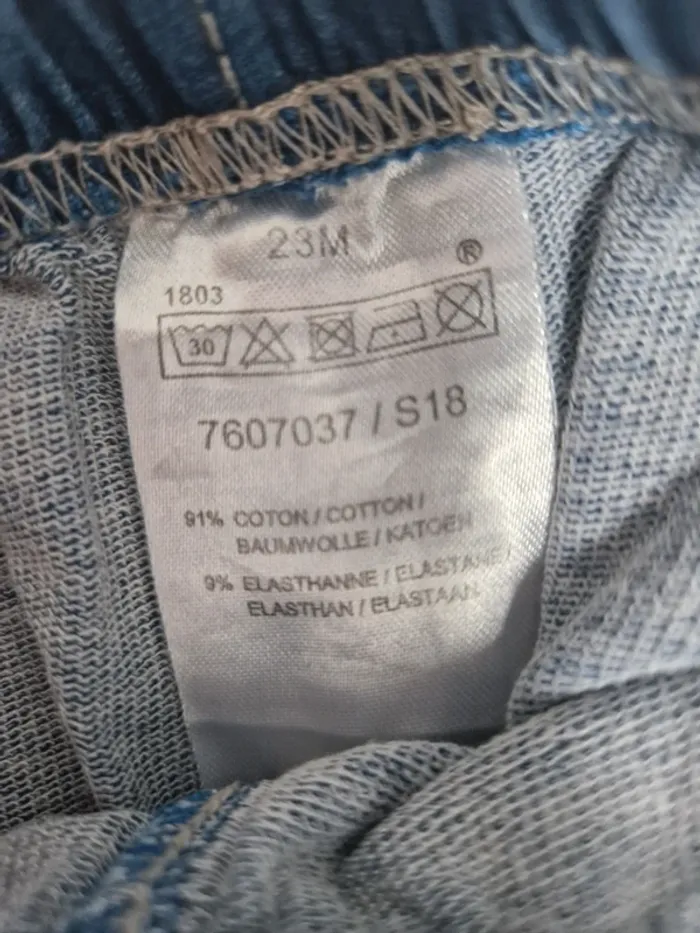 23M
®
1803
30
7607037 / S18
91% COTON / COTTON /
BAUMWOLLE / KATOEN
9% ELASTHANNE / ELASTANE /
ELASTHAN / ELASTAAN